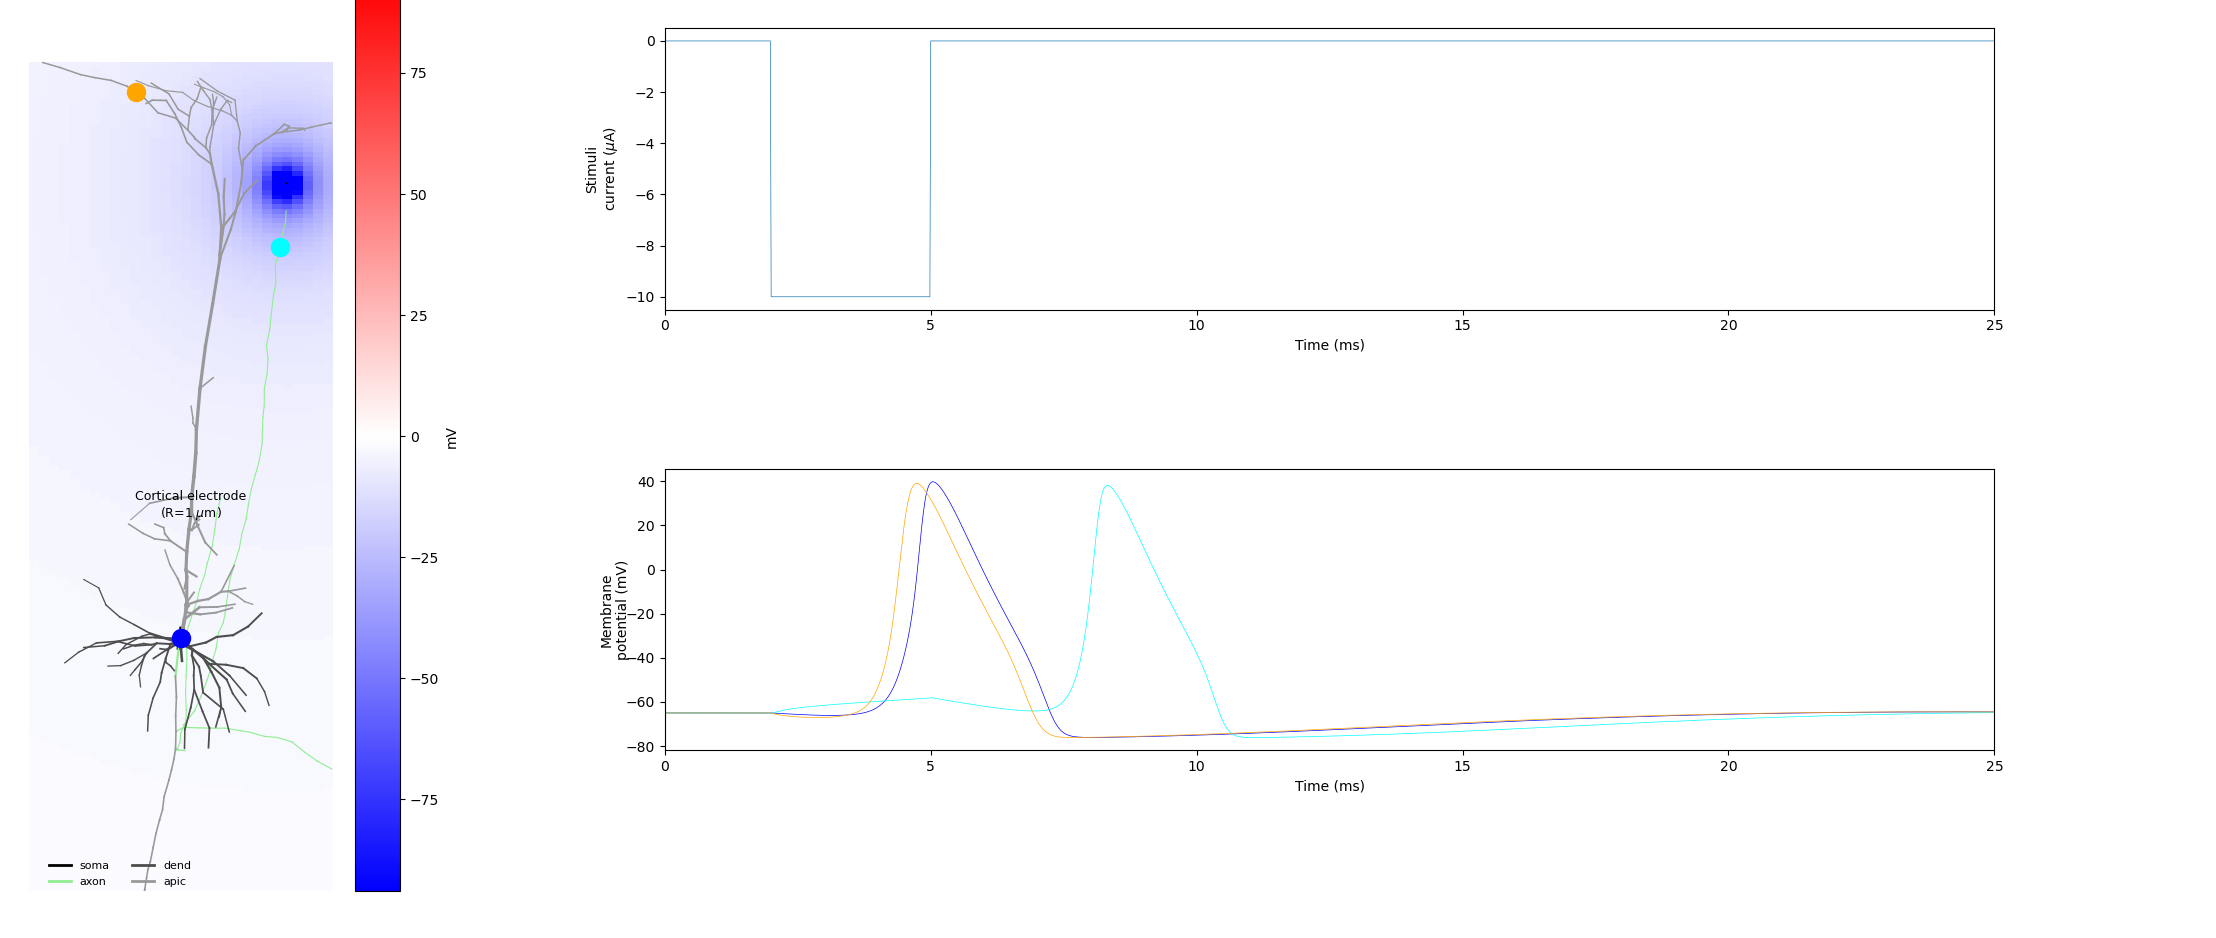 75
50
25
0
−25
−50
−75
mV
Cortical electrode
(R=1 μm)
soma
axon
dend
apic
0
−2
−4
−6
−8
−10
Stimuli
current (μA)
0
5
10
15
20
25
Time (ms)
40
20
0
−20
−40
−60
−80
Membrane
potential (mV)
0
5
10
15
20
25
Time (ms)